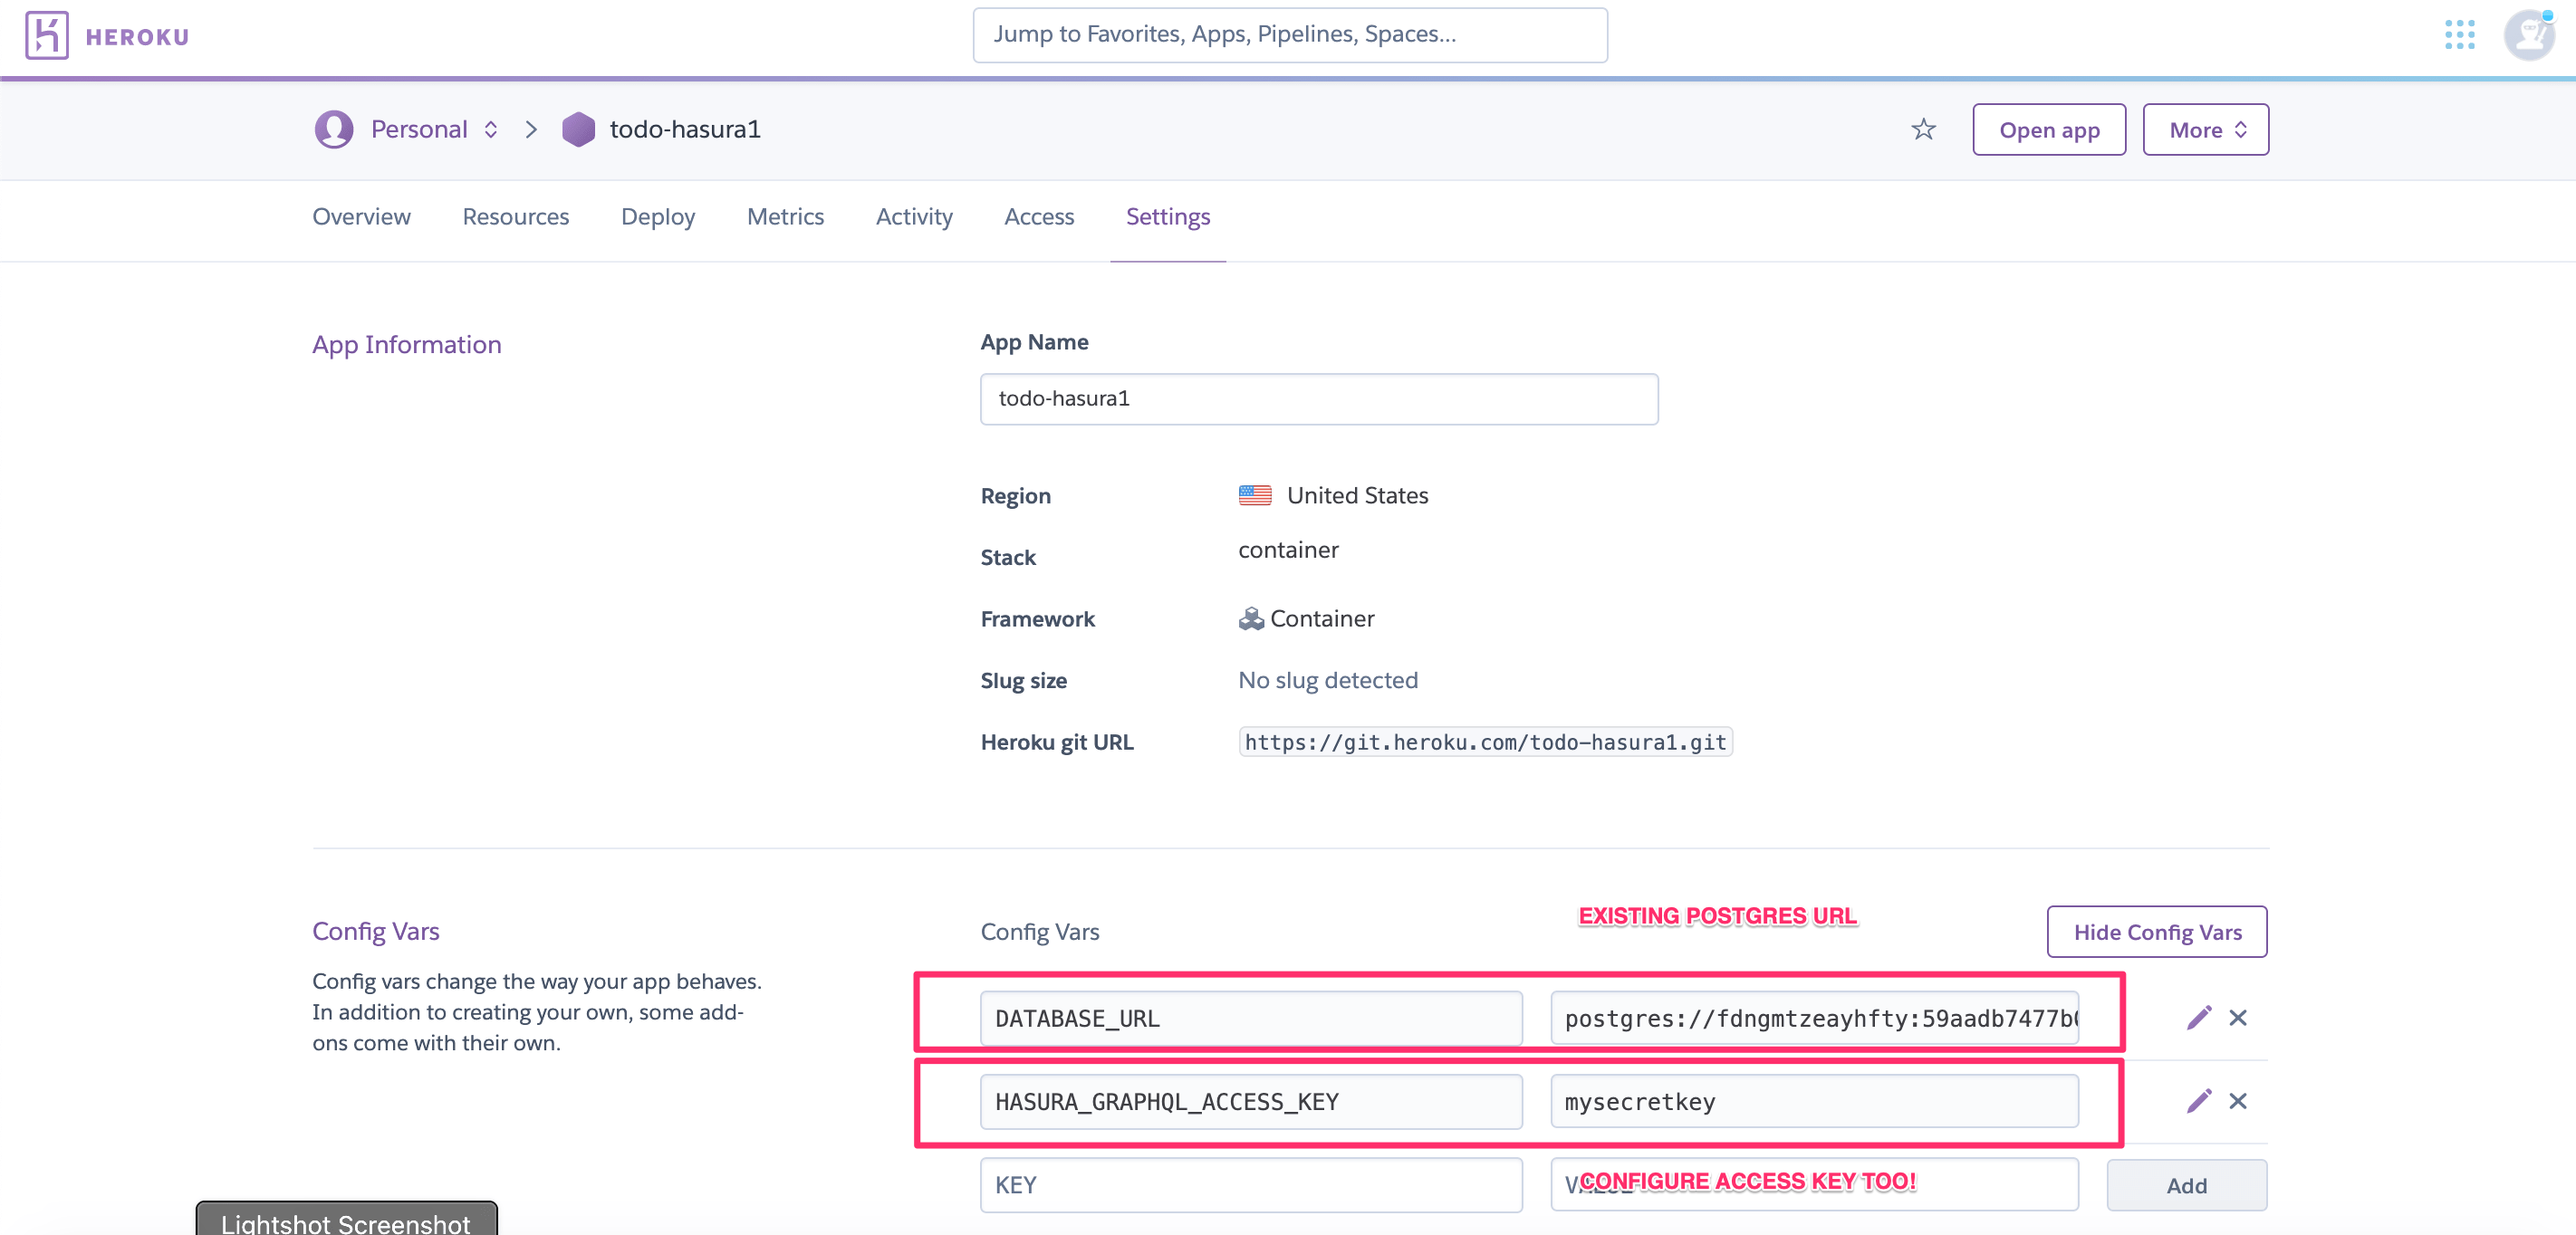 HEROKU
Jump to Favorites, Apps, Pipelines, Spaces...
Personal
todo-hasura1
Open app
More
Overview
Resources
Deploy
Metrics
Activity
Access
Settings
App Information
App Name
todo-hasura1
Region
United States
Stack
container
Framework
Container
Slug size
No slug detected
Heroku git URL
https://git.heroku.com/todo-hasura1.git
Config Vars
Config vars change the way your app behaves.
In addition to creating your own, some add-
ons come with their own.
Config Vars
EXISTING POSTGRES URL
Hide Config Vars
DATABASE_URL
postgres://fdngmtzeayhfty:59aadb7477b
HASURA_GRAPHQL_ACCESS_KEY
mysecretkey
KEY
CONFIGURE ACCESS KEY TOO!
Add
Lightshot Screenshot